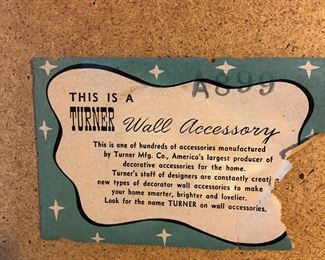 A899
THIS IS A
TURNER Wall Accessory
This is one of hundreds of accessories manufactured
by Turner Mfg. Co., America's largest producer of
decorative accessories for the home.
Turner's staff of designers are constantly creati
new types of decorator wall accessories to make
your home smarter, brighter and lovelier.
Look for the name TURNER on wall accessories.